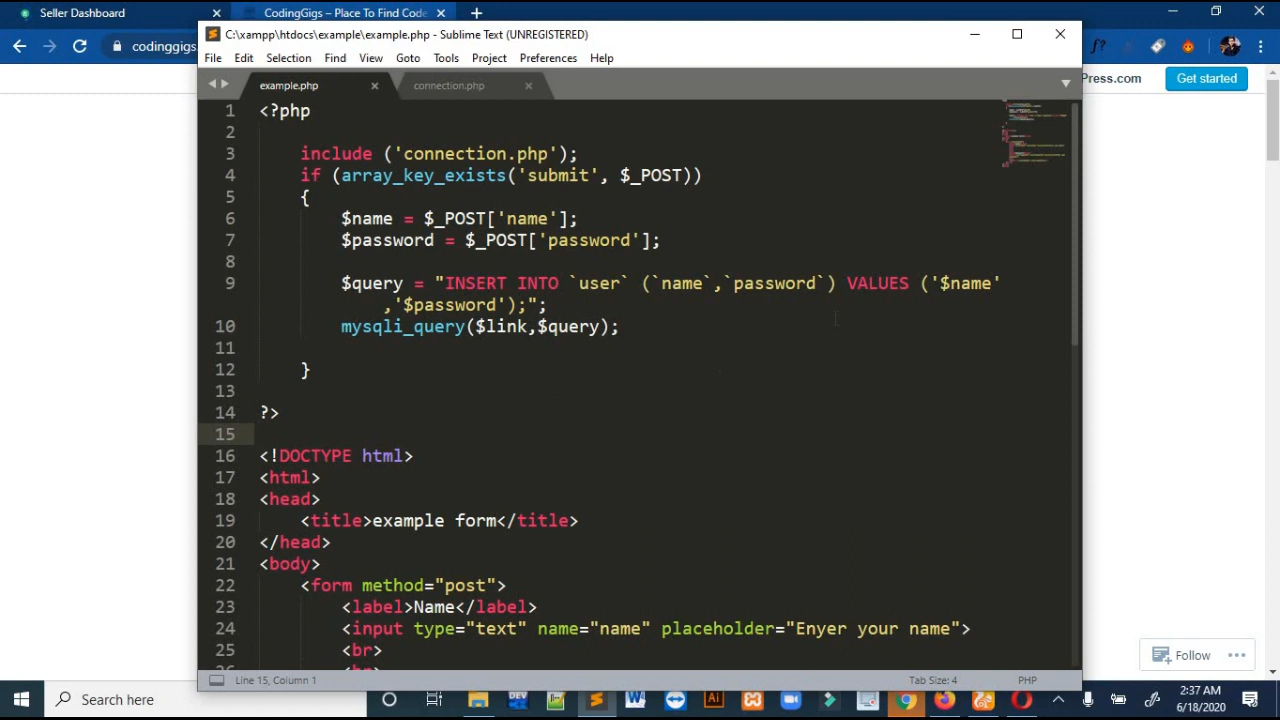 Seller Dashboard
CodingGigs – Place To Find Code
codinggigs.
C:\xampp\htdocs\example\example.php - Sublime Text (UNREGISTERED)
File Edit Selection Find View Goto Tools Project Preferences Help
Press.com
Get started
example.php
connection.php
1 <?php
2
3 include ('connection.php');
4 if (array_key_exists('submit', $_POST))
5 {
6 $name = $_POST['name'];
7 $password = $_POST['password'];
8
9 $query = "INSERT INTO `user` (`name`,`password`) VALUES ('$name'
,'$password');";
10 mysqli_query($link,$query);
11
12 }
13
14 ?>
15
16 <!DOCTYPE html>
17 <html>
18 <head>
19 <title>example form</title>
20 </head>
21 <body>
22 <form method="post">
23 <label>Name</label>
24 <input type="text" name="name" placeholder="Enyer your name">
25 <br>
Follow
Line 15, Column 1
Tab Size: 4
PHP
Type here to search